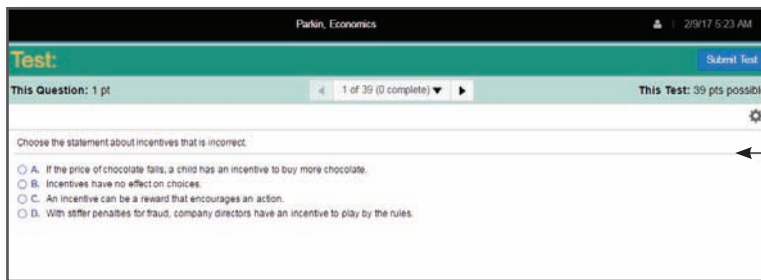 Parkin, Economics
2/9/17 5:23 AM
Test:
Submit Test
This Question: 1 pt
1 of 39 (0 complete)
This Test: 39 pts possibl
Choose the statement about incentives that is incorrect.
A. If the price of chocolate falls, a child has an incentive to buy more chocolate.
B. Incentives have no effect on choices.
C. An incentive can be a reward that encourages an action.
D. With stiffer penalties for fraud, company directors have an incentive to play by the rules.